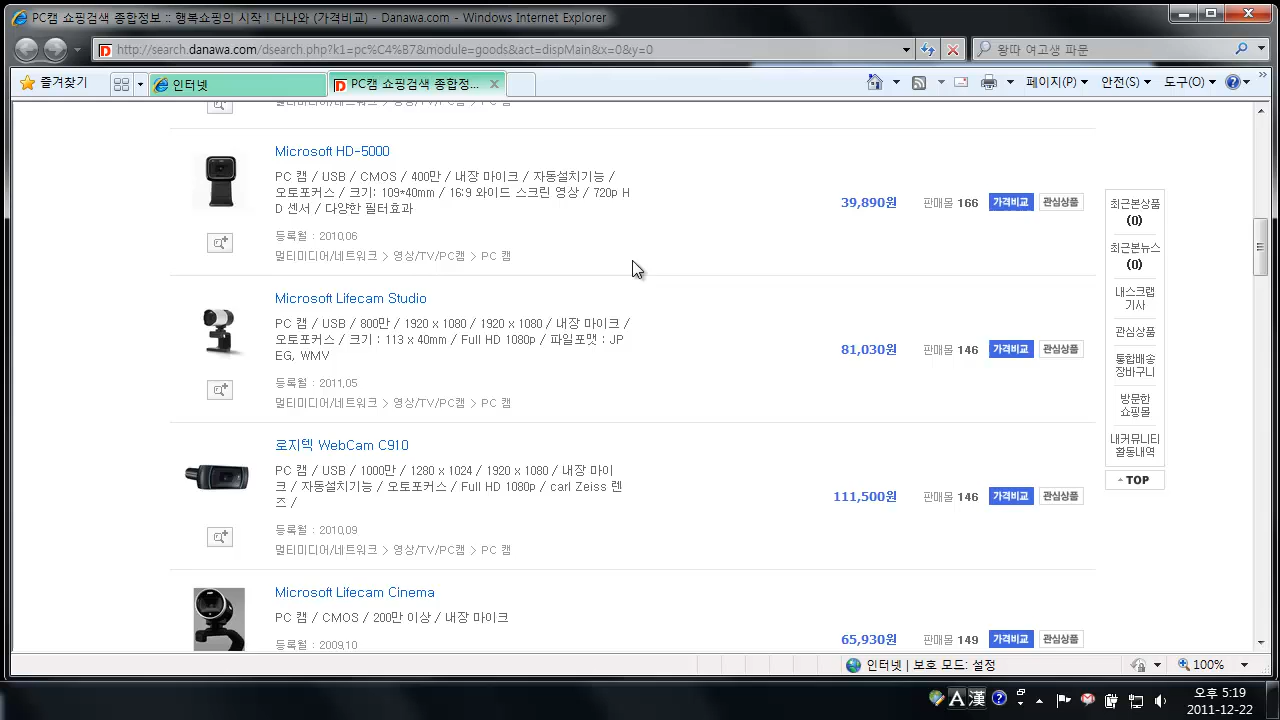 PC캠 쇼핑검색 종합정보 :: 행복쇼핑의 시작 ! 다나와 (가격비교) - Danawa.com - Windows Internet Explorer
http://search.danawa.com/dsearch.php?k1=pc%C4%B7&module=goods&act=dispMain&x=0&y=0
왕따 여고생 파문
즐겨찾기
인터넷
PC캠 쇼핑검색 종합정...
페이지(P)
안전(S)
도구(O)
멀티미디어/네트워크 > 영상/TV/PC캠 > PC 캠
Microsoft HD-5000
PC 캠 / USB / CMOS / 400만 / 내장 마이크 / 자동설치기능 /
오토포커스 / 크기: 109*40mm / 16:9 와이드 스크린 영상 / 720p H
D 센서 / 다양한 필터효과
39,890원
판매몰 166
가격비교
관심상품
등록월 : 2010.06
멀티미디어/네트워크 > 영상/TV/PC캠 > PC 캠
Microsoft Lifecam Studio
PC 캠 / USB / 800만 / 1920 x 1080 / 1920 x 1080 / 내장 마이크 /
오토포커스 / 크기 : 113 x 40mm / Full HD 1080p / 파일포맷 : JP
EG, WMV
81,030원
판매몰 146
가격비교
관심상품
등록월 : 2011.05
멀티미디어/네트워크 > 영상/TV/PC캠 > PC 캠
로지텍 WebCam C910
PC 캠 / USB / 1000만 / 1280 x 1024 / 1920 x 1080 / 내장 마이
크 / 자동설치기능 / 오토포커스 / Full HD 1080p / carl Zeiss 렌
즈 /
111,500원
판매몰 146
가격비교
관심상품
등록월 : 2010.09
멀티미디어/네트워크 > 영상/TV/PC캠 > PC 캠
Microsoft Lifecam Cinema
PC 캠 / CMOS / 200만 이상 / 내장 마이크
65,930원
판매몰 149
가격비교
관심상품
등록월 : 2009.10
최근본상품
(0)
최근본뉴스
(0)
내스크랩
기사
관심상품
통합배송
장바구니
방문한
쇼핑몰
내커뮤니티
활동내역
TOP
인터넷 | 보호 모드: 설정
100%
A 漢
오후 5:19
2011-12-22